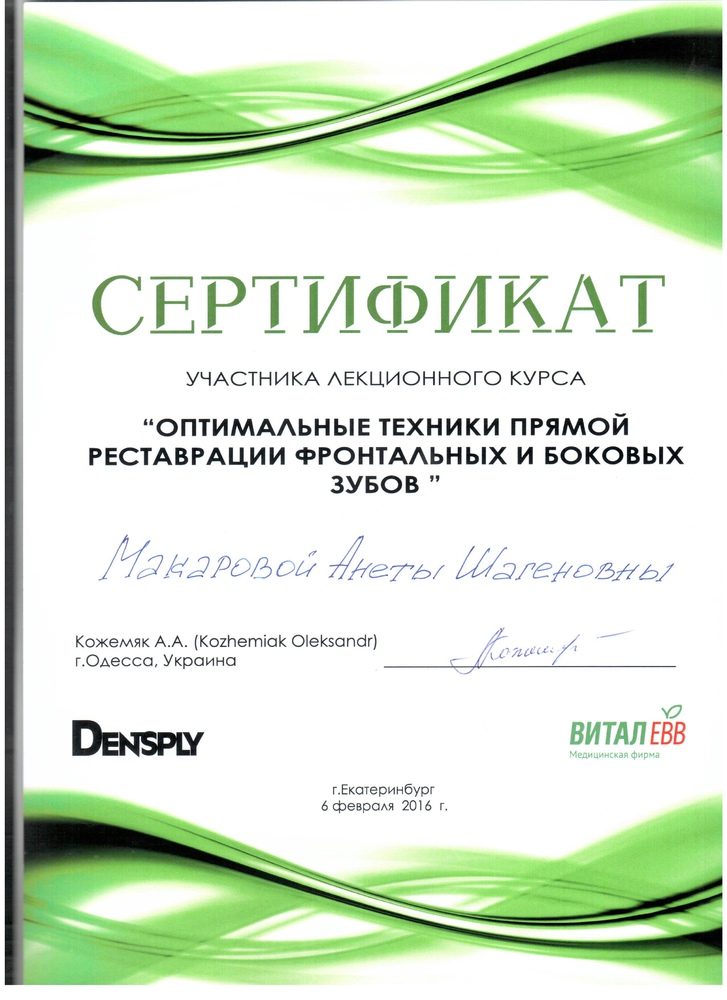 СЕРТИФИКАТ
УЧАСТНИКА ЛЕКЦИОННОГО КУРСА
“ОПТИМАЛЬНЫЕ ТЕХНИКИ ПРЯМОЙ
РЕСТАВРАЦИИ ФРОНТАЛЬНЫХ И БОКОВЫХ
ЗУБОВ ”
Макаровой Анеты Шагеновны
Кожемяк А.А. (Kozhemiak Oleksandr)
г.Одесса, Украина
DENSPLY
ВИТАЛ ЕВВ
Медицинская фирма
г.Екатеринбург
6 февраля 2016 г.